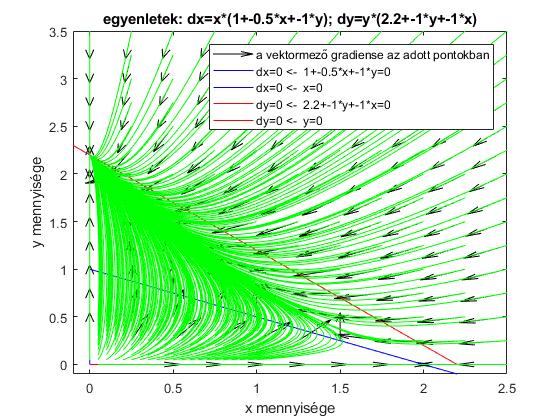 egyenletek: dx=x*(1+-0.5*x+-1*y); dy=y*(2.2+-1*y+-1*x)
3.5
3
2.5
2
1.5
1
0.5
0
y mennyisége
a vektormező gradiense az adott pontokban
dx=0 <- 1+-0.5*x+-1*y=0
dx=0 <- x=0
dy=0 <- 2.2+-1*y+-1*x=0
dy=0 <- y=0
0
0.5
1
1.5
2
2.5
x mennyisége